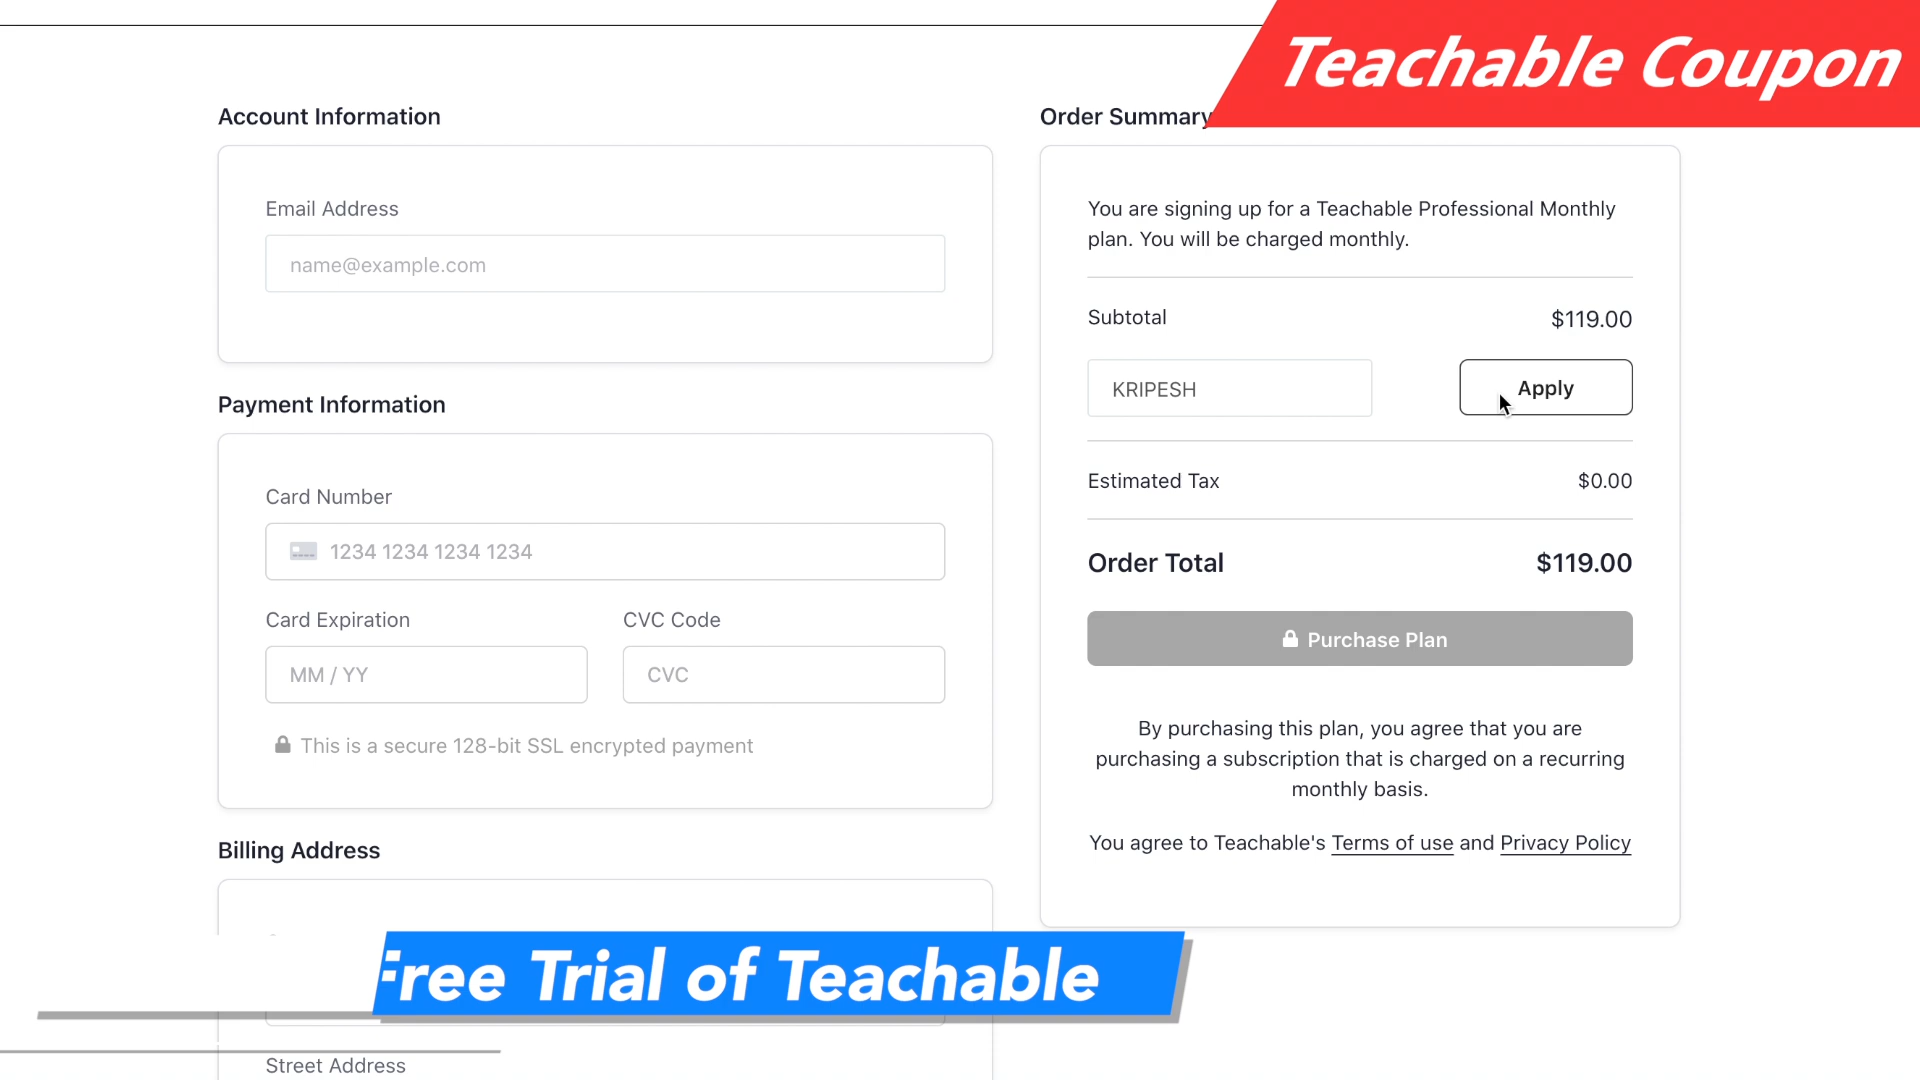 Teachable Coupon
Account Information
Email Address
name@example.com
Payment Information
Card Number
1234 1234 1234 1234
Card Expiration
CVC Code
MM / YY
CVC
This is a secure 128-bit SSL encrypted payment
Billing Address
Street Address
Order Summary
You are signing up for a Teachable Professional Monthly
plan. You will be charged monthly.
Subtotal
$119.00
KRIPESH
Apply
Estimated Tax
$0.00
Order Total
$119.00
Purchase Plan
By purchasing this plan, you agree that you are
purchasing a subscription that is charged on a recurring
monthly basis.
You agree to Teachable's Terms of use and Privacy Policy
Free Trial of Teachable